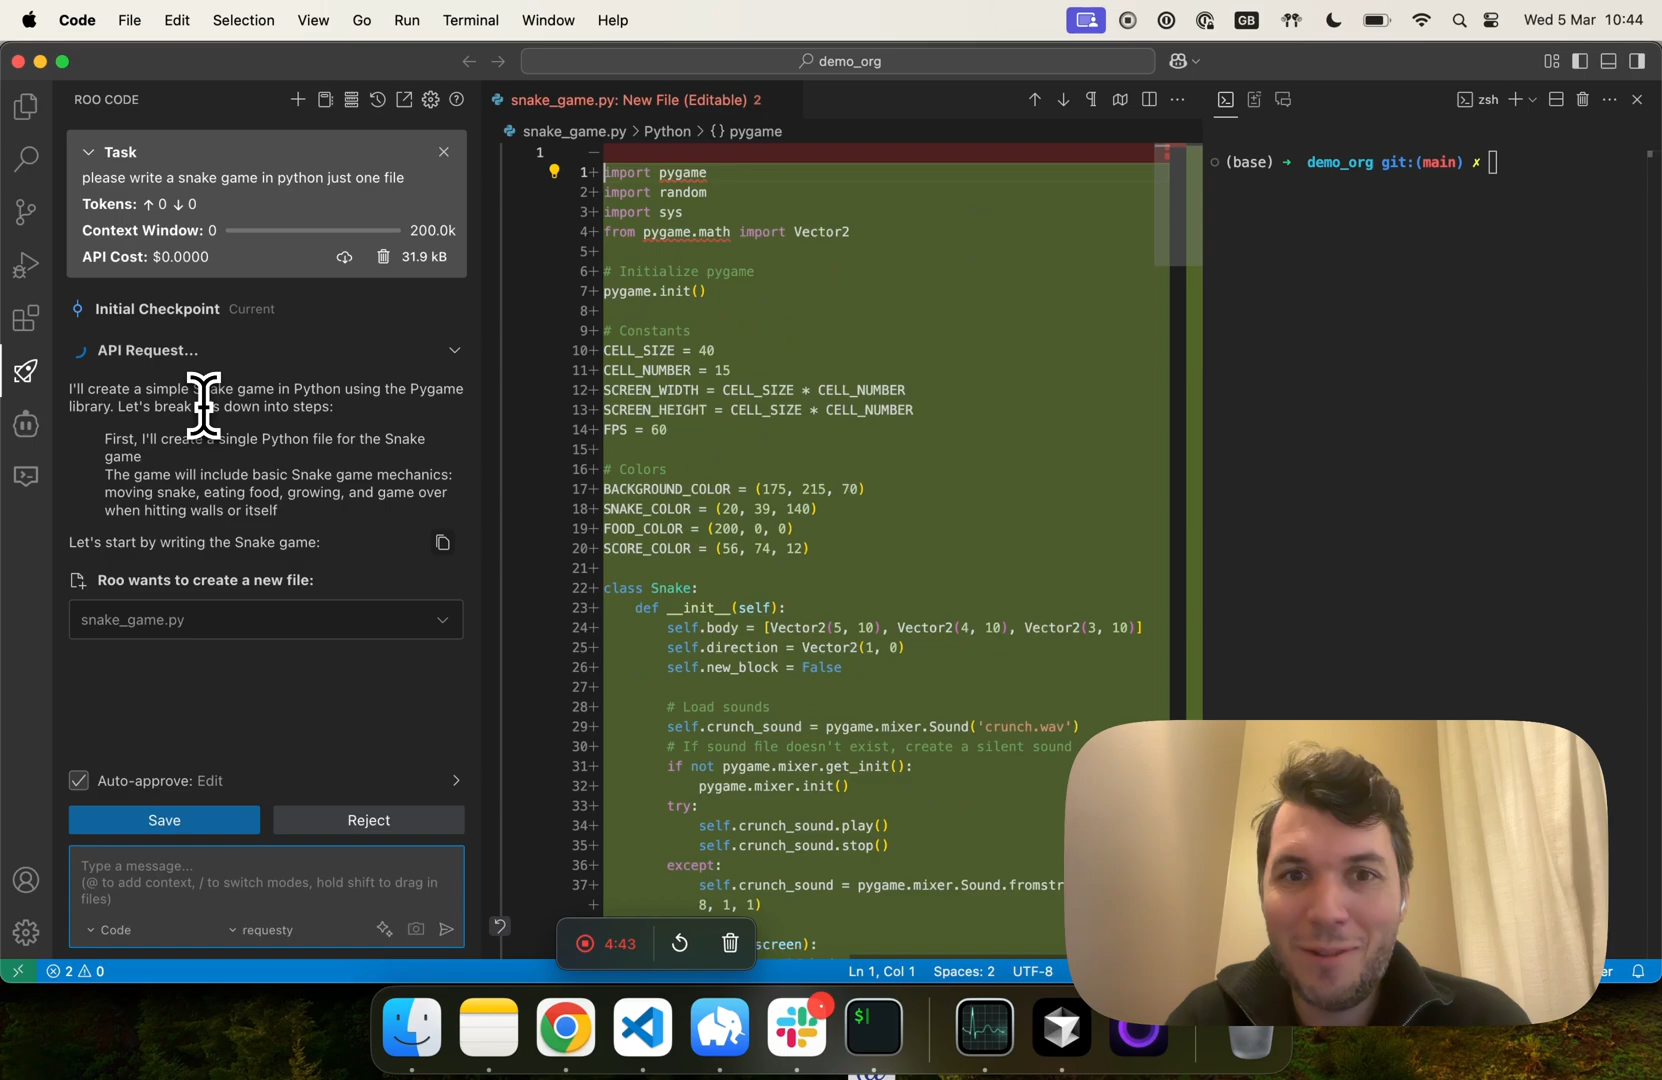 Code File Edit Selection View Go Run Terminal Window Help
GB Wed 5 Mar 10:44
demo_org
ROO CODE
Task
please write a snake game in python just one file
Tokens: ↑ 0 ↓ 0
Context Window: 0 200.0k
API Cost: $0.0000 31.9 kB
Initial Checkpoint Current
API Request...
I'll create a simple Snake game in Python using the Pygame
library. Let's break down into steps:
First, I'll create a single Python file for the Snake
game
The game will include basic Snake game mechanics:
moving snake, eating food, growing, and game over
when hitting walls or itself
Let's start by writing the Snake game:
Roo wants to create a new file:
snake_game.py
Auto-approve: Edit
Save Reject
Type a message...
(@ to add context, / to switch modes, hold shift to drag in
files)
Code requesty
2 0
snake_game.py: New File (Editable) 2
snake_game.py > Python > {} pygame
1 —
1+ import pygame
2+ import random
3+ import sys
4+ from pygame.math import Vector2
5+
6+ # Initialize pygame
7+ pygame.init()
8+
9+ # Constants
10+ CELL_SIZE = 40
11+ CELL_NUMBER = 15
12+ SCREEN_WIDTH = CELL_SIZE * CELL_NUMBER
13+ SCREEN_HEIGHT = CELL_SIZE * CELL_NUMBER
14+ FPS = 60
15+
16+ # Colors
17+ BACKGROUND_COLOR = (175, 215, 70)
18+ SNAKE_COLOR = (20, 39, 140)
19+ FOOD_COLOR = (200, 0, 0)
20+ SCORE_COLOR = (56, 74, 12)
21+
22+ class Snake:
23+ def __init__(self):
24+ self.body = [Vector2(5, 10), Vector2(4, 10), Vector2(3, 10)]
25+ self.direction = Vector2(1, 0)
26+ self.new_block = False
27+
28+ # Load sounds
29+ self.crunch_sound = pygame.mixer.Sound('crunch.wav')
30+ # If sound file doesn't exist, create a silent sound
31+ if not pygame.mixer.get_init():
32+ pygame.mixer.init()
33+ try:
34+ self.crunch_sound.play()
35+ self.crunch_sound.stop()
36+ except:
37+ self.crunch_sound = pygame.mixer.Sound.fromstr
+ 8, 1, 1)
screen):
4:43
Ln 1, Col 1 Spaces: 2 UTF-8
zsh
(base) → demo_org git:(main) ✗
$